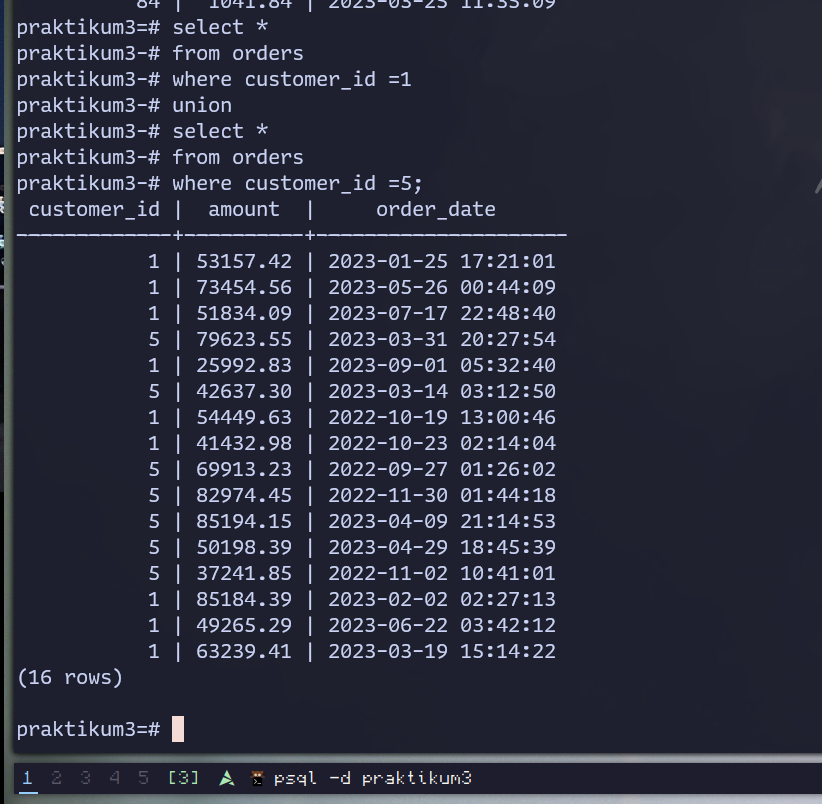 84 | 1041.84 | 2023-03-25 11:35:09
praktikum3=# select *
praktikum3-# from orders
praktikum3-# where customer_id =1
praktikum3-# union
praktikum3-# select *
praktikum3-# from orders
praktikum3-# where customer_id =5;
customer_id | amount | order_date
-------------+----------+---------------------
1 | 53157.42 | 2023-01-25 17:21:01
1 | 73454.56 | 2023-05-26 00:44:09
1 | 51834.09 | 2023-07-17 22:48:40
5 | 79623.55 | 2023-03-31 20:27:54
1 | 25992.83 | 2023-09-01 05:32:40
5 | 42637.30 | 2023-03-14 03:12:50
1 | 54449.63 | 2022-10-19 13:00:46
1 | 41432.98 | 2022-10-23 02:14:04
5 | 69913.23 | 2022-09-27 01:26:02
5 | 82974.45 | 2022-11-30 01:44:18
5 | 85194.15 | 2023-04-09 21:14:53
5 | 50198.39 | 2023-04-29 18:45:39
5 | 37241.85 | 2022-11-02 10:41:01
1 | 85184.39 | 2023-02-02 02:27:13
1 | 49265.29 | 2023-06-22 03:42:12
1 | 63239.41 | 2023-03-19 15:14:22
(16 rows)
praktikum3=#
1 2 3 4 5 [3] psql -d praktikum3